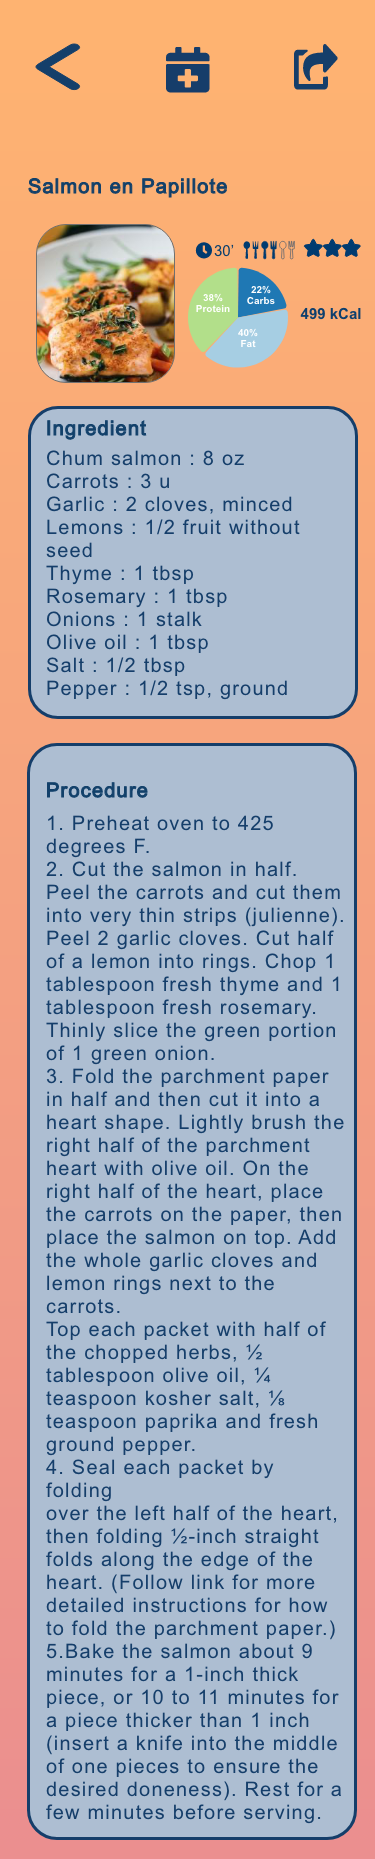 Salmon en Papillote
30'
22%
Carbs
38%
Protein
40%
Fat
499 kCal
Ingredient
Chum salmon : 8 oz
Carrots : 3 u
Garlic : 2 cloves, minced
Lemons : 1/2 fruit without
seed
Thyme : 1 tbsp
Rosemary : 1 tbsp
Onions : 1 stalk
Olive oil : 1 tbsp
Salt : 1/2 tbsp
Pepper : 1/2 tsp, ground
Procedure
1. Preheat oven to 425
degrees F.
2. Cut the salmon in half.
Peel the carrots and cut them
into very thin strips (julienne).
Peel 2 garlic cloves. Cut half
of a lemon into rings. Chop 1
tablespoon fresh thyme and 1
tablespoon fresh rosemary.
Thinly slice the green portion
of 1 green onion.
3. Fold the parchment paper
in half and then cut it into a
heart shape. Lightly brush the
right half of the parchment
heart with olive oil. On the
right half of the heart, place
the carrots on the paper, then
place the salmon on top. Add
the whole garlic cloves and
lemon rings next to the
carrots.
Top each packet with half of
the chopped herbs, ½
tablespoon olive oil, ¼
teaspoon kosher salt, ⅛
teaspoon paprika and fresh
ground pepper.
4. Seal each packet by
folding
over the left half of the heart,
then folding ½-inch straight
folds along the edge of the
heart. (Follow link for more
detailed instructions for how
to fold the parchment paper.)
5.Bake the salmon about 9
minutes for a 1-inch thick
piece, or 10 to 11 minutes for
a piece thicker than 1 inch
(insert a knife into the middle
of one pieces to ensure the
desired doneness). Rest for a
few minutes before serving.